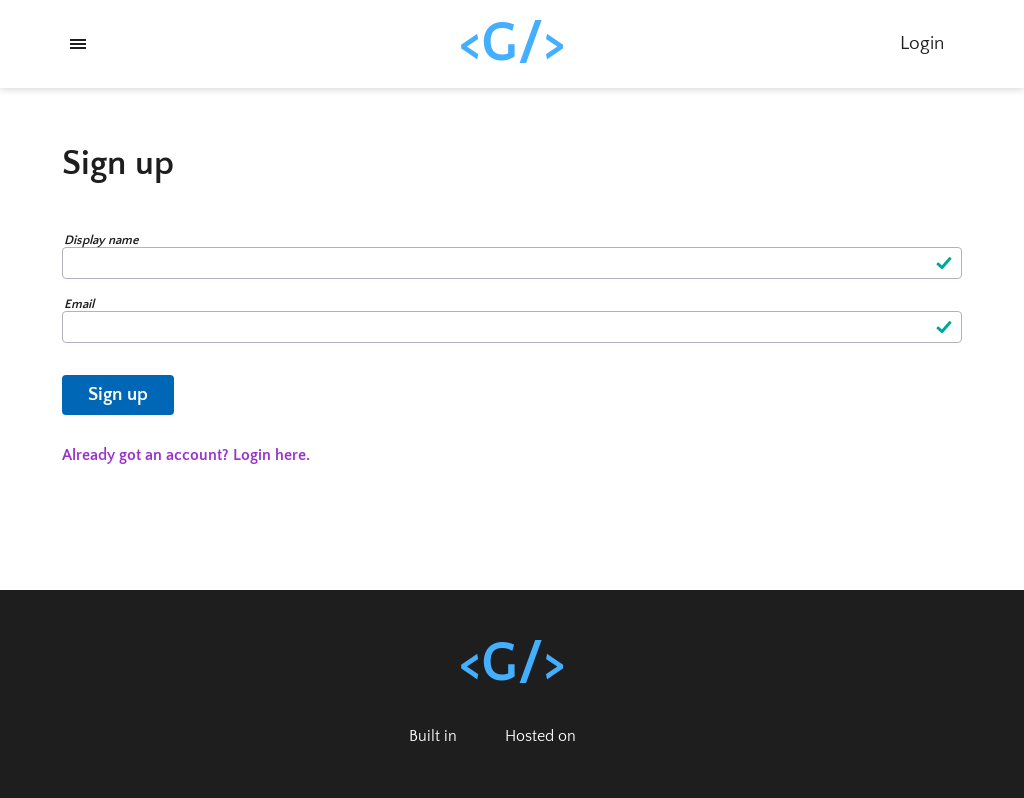 <G/>
Login
Sign up
Display name
Email
Sign up
Already got an account? Login here.
<G/>
Built in
Hosted on